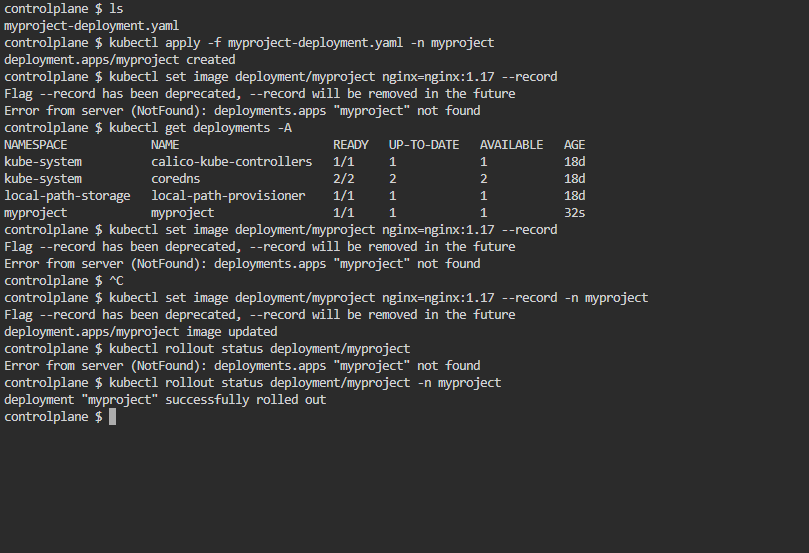 controlplane $ ls
myproject-deployment.yaml
controlplane $ kubectl apply -f myproject-deployment.yaml -n myproject
deployment.apps/myproject created
controlplane $ kubectl set image deployment/myproject nginx=nginx:1.17 --record
Flag --record has been deprecated, --record will be removed in the future
Error from server (NotFound): deployments.apps "myproject" not found
controlplane $ kubectl get deployments -A
NAMESPACE            NAME                      READY   UP-TO-DATE   AVAILABLE   AGE
kube-system          calico-kube-controllers   1/1     1            1           18d
kube-system          coredns                   2/2     2            2           18d
local-path-storage   local-path-provisioner    1/1     1            1           18d
myproject            myproject                 1/1     1            1           32s
controlplane $ kubectl set image deployment/myproject nginx=nginx:1.17 --record
Flag --record has been deprecated, --record will be removed in the future
Error from server (NotFound): deployments.apps "myproject" not found
controlplane $ ^C
controlplane $ kubectl set image deployment/myproject nginx=nginx:1.17 --record -n myproject
Flag --record has been deprecated, --record will be removed in the future
deployment.apps/myproject image updated
controlplane $ kubectl rollout status deployment/myproject
Error from server (NotFound): deployments.apps "myproject" not found
controlplane $ kubectl rollout status deployment/myproject -n myproject
deployment "myproject" successfully rolled out
controlplane $